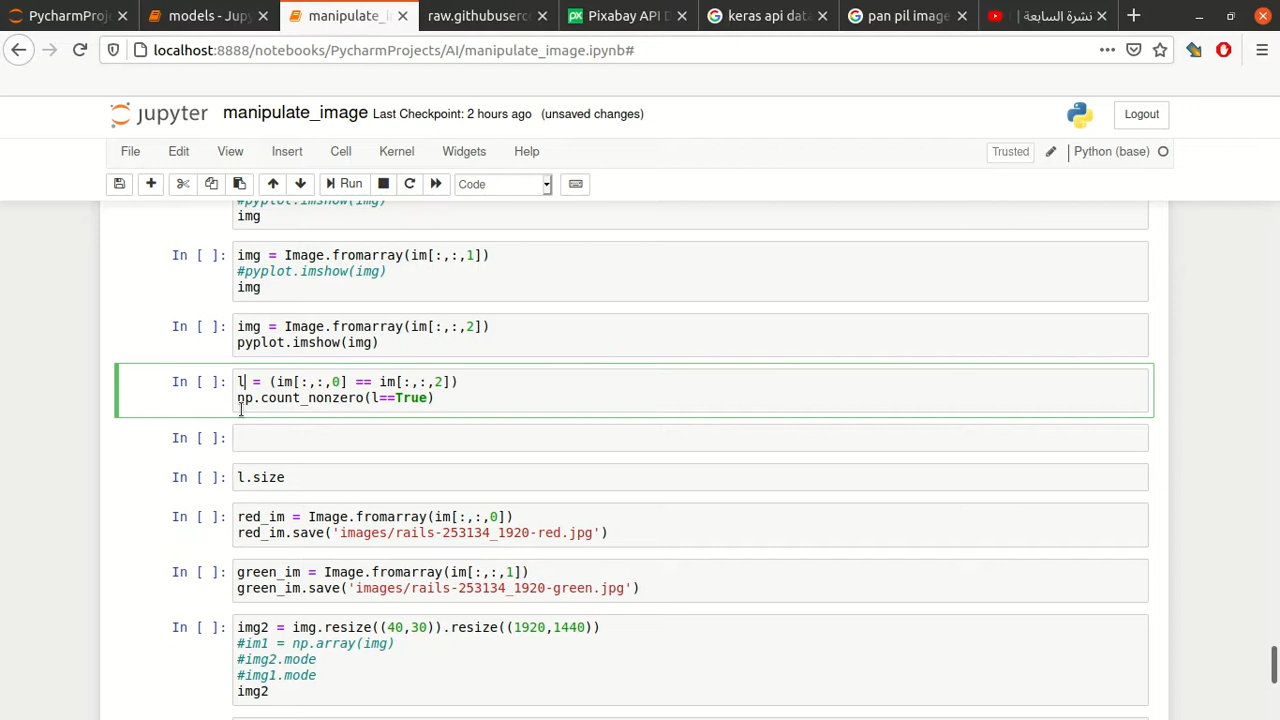 PycharmProj
models - Jupy
manipulate_i
raw.githubuserc
Pixabay API D
keras api data
pan pil image
نشرة السابعة |
localhost:8888/notebooks/PycharmProjects/AI/manipulate_image.ipynb#
jupyter
manipulate_image Last Checkpoint: 2 hours ago (unsaved changes)
Logout
File Edit View Insert Cell Kernel Widgets Help
Trusted
Python (base)
Run
Code
#pyplot.imshow(img)
img
In [ ]: img = Image.fromarray(im[:,:,1])
#pyplot.imshow(img)
img
In [ ]: img = Image.fromarray(im[:,:,2])
pyplot.imshow(img)
In [ ]: l = (im[:,:,0] == im[:,:,2])
np.count_nonzero(l==True)
In [ ]:
In [ ]: l.size
In [ ]: red_im = Image.fromarray(im[:,:,0])
red_im.save('images/rails-253134_1920-red.jpg')
In [ ]: green_im = Image.fromarray(im[:,:,1])
green_im.save('images/rails-253134_1920-green.jpg')
In [ ]: img2 = img.resize((40,30)).resize((1920,1440))
#im1 = np.array(img)
#img2.mode
#img1.mode
img2